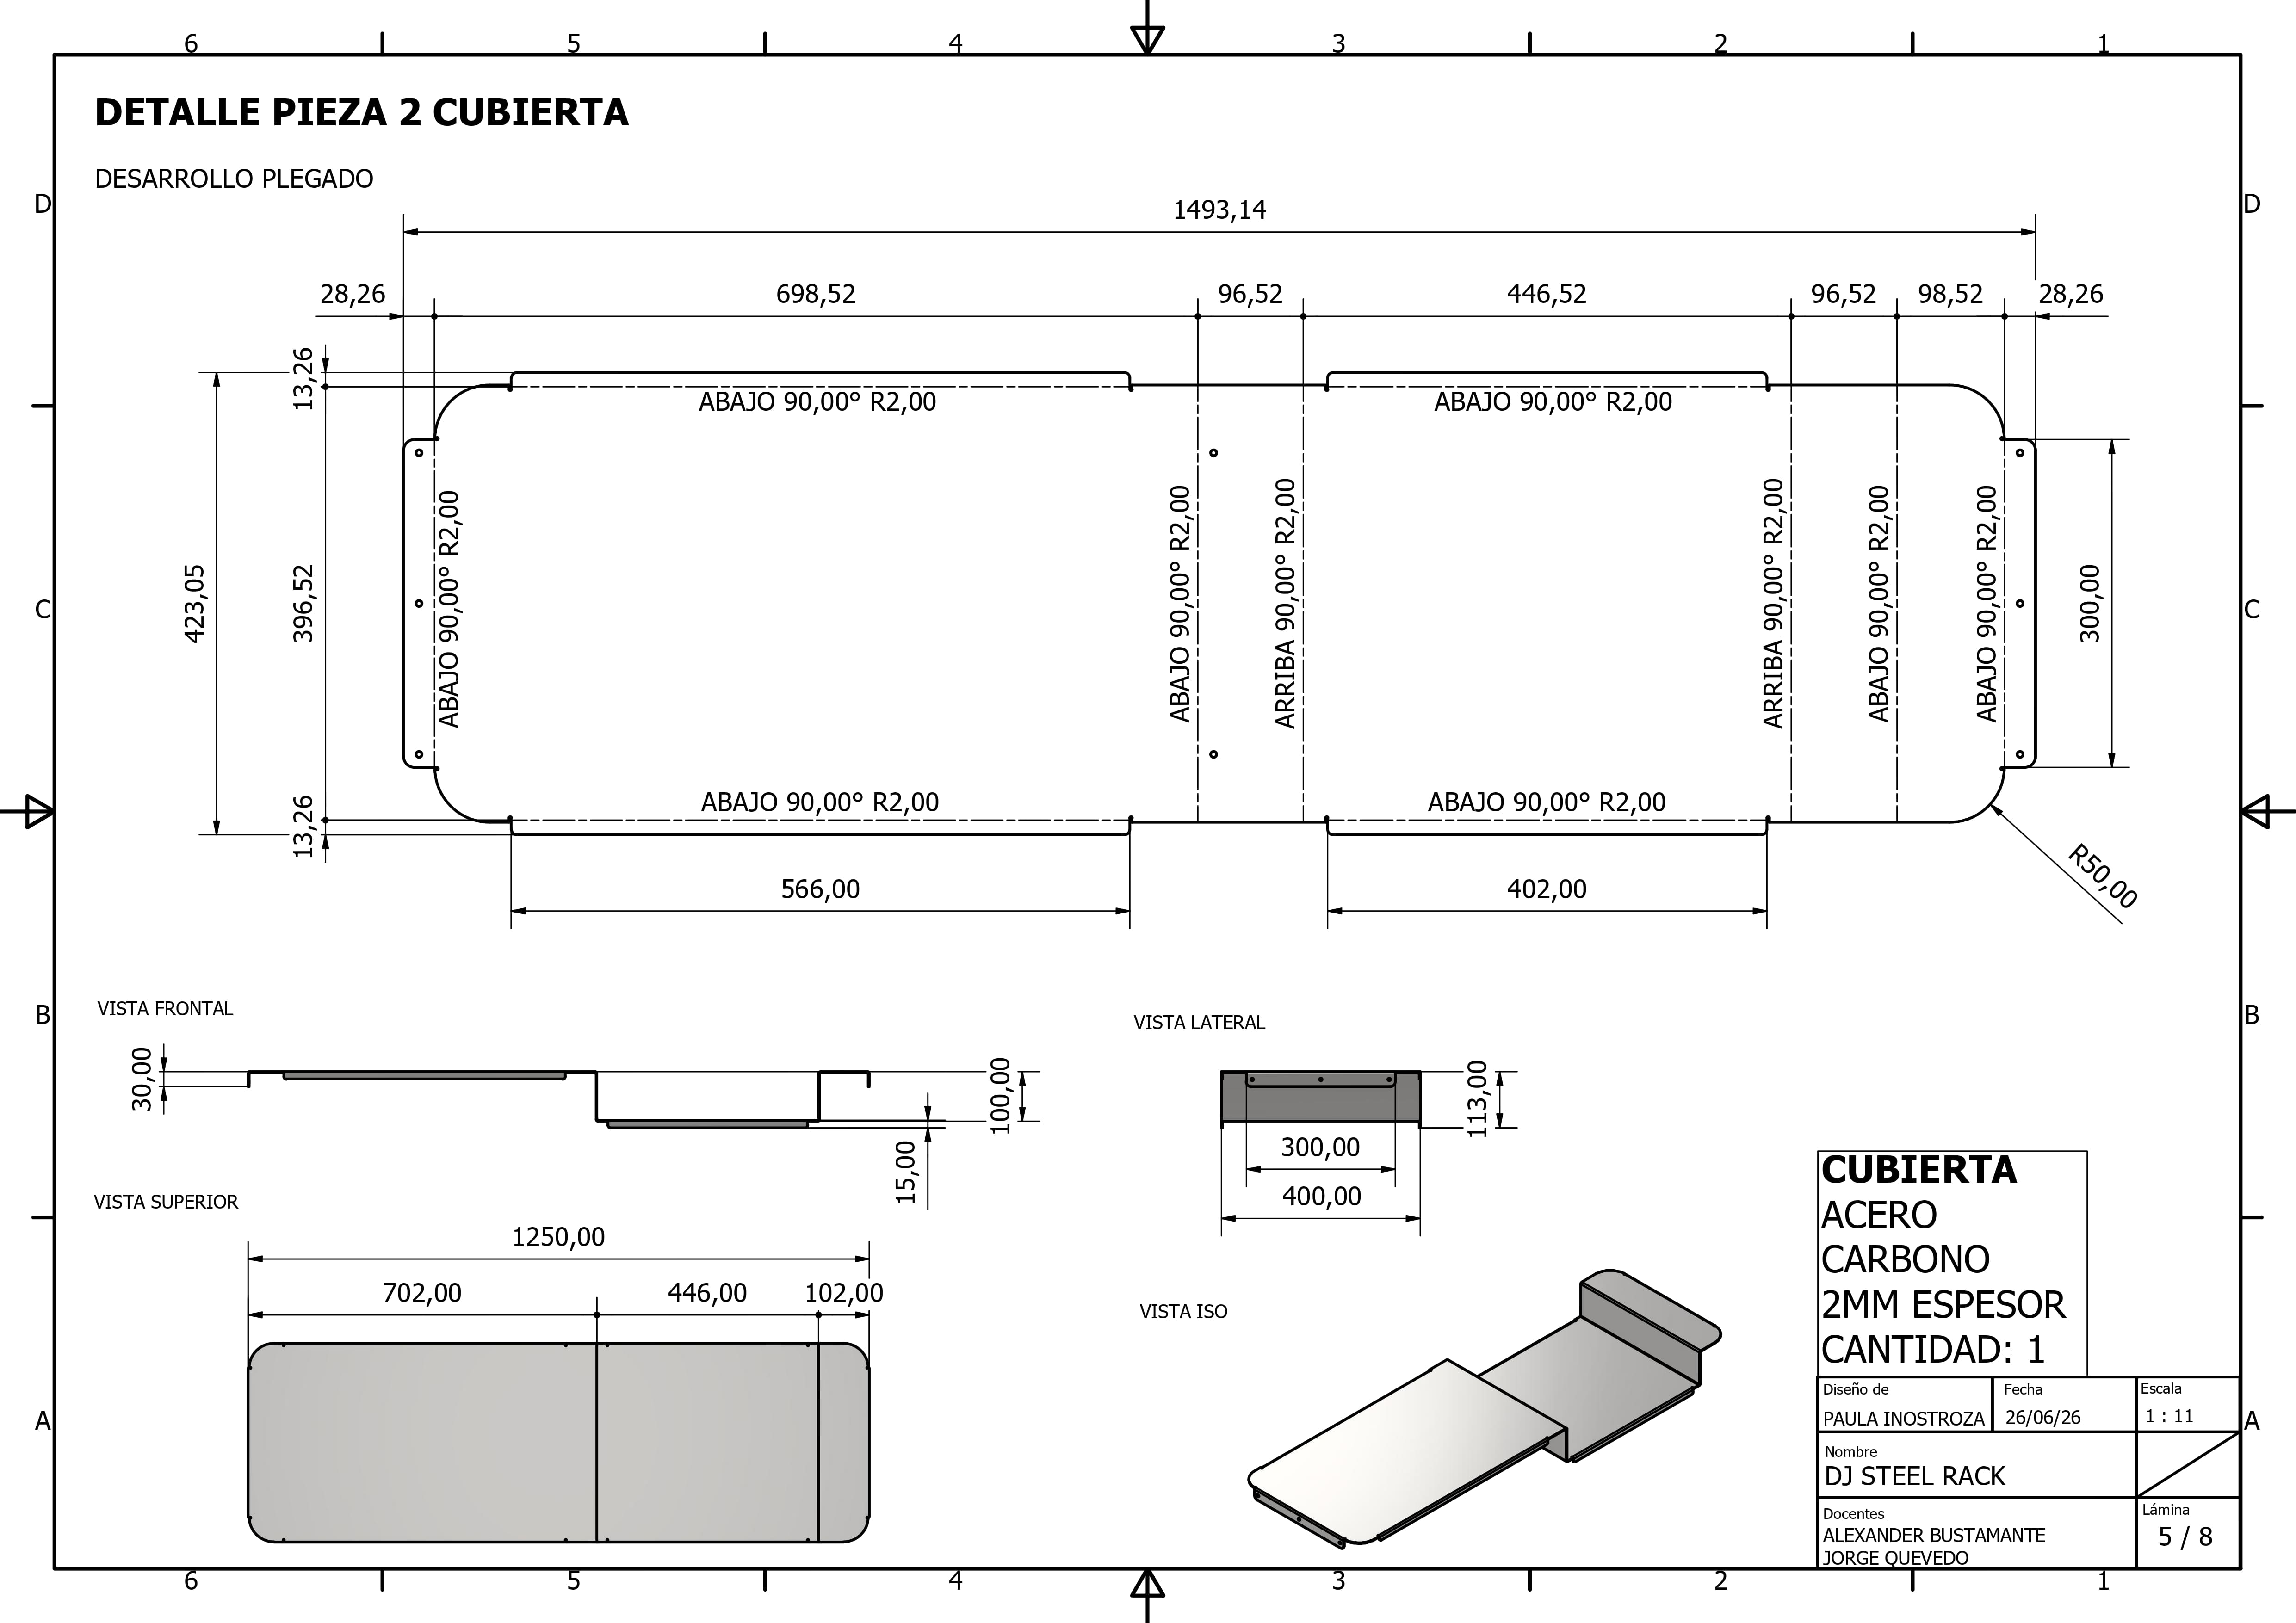 6 5 4 3 2 1
DETALLE PIEZA 2 CUBIERTA
DESARROLLO PLEGADO
D D
1493,14
28,26 698,52 96,52 446,52 96,52 98,52 28,26
13,26
ABAJO 90,00° R2,00 ABAJO 90,00° R2,00
423,05
396,52
ABAJO 90,00° R2,00
ABAJO 90,00° R2,00
ARRIBA 90,00° R2,00
ARRIBA 90,00° R2,00
ABAJO 90,00° R2,00
ABAJO 90,00° R2,00
300,00
C C
13,26
ABAJO 90,00° R2,00 ABAJO 90,00° R2,00
566,00 402,00
R50,00
B B
VISTA FRONTAL
30,00
100,00
15,00
VISTA LATERAL
113,00
300,00
400,00
VISTA SUPERIOR
1250,00
702,00 446,00 102,00
VISTA ISO
CUBIERTA
ACERO
CARBONO
2MM ESPESOR
CANTIDAD: 1
Diseño de Fecha Escala
PAULA INOSTROZA 26/06/26 1 : 11
A A
Nombre
DJ STEEL RACK
Docentes Lámina
ALEXANDER BUSTAMANTE 5 / 8
JORGE QUEVEDO
6 5 4 3 2 1